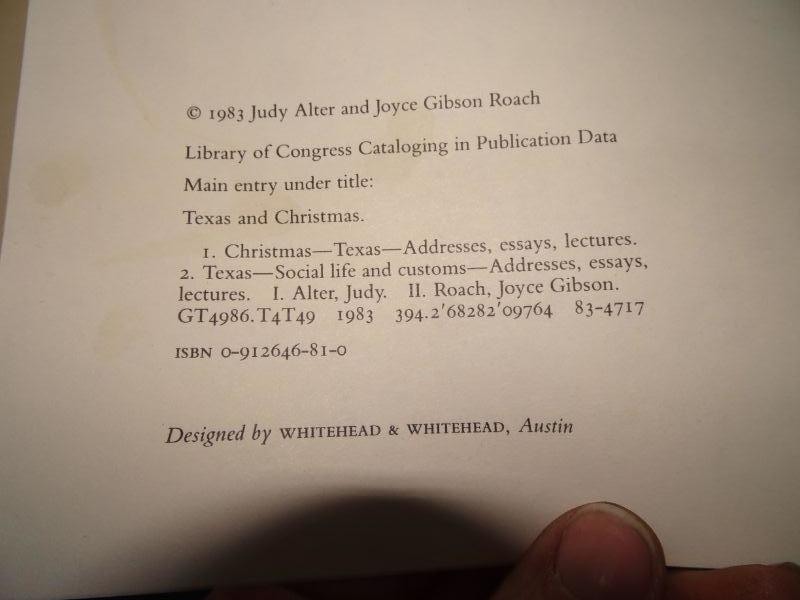 © 1983 Judy Alter and Joyce Gibson Roach
Library of Congress Cataloging in Publication Data
Main entry under title:
Texas and Christmas.
1. Christmas—Texas—Addresses, essays, lectures.
2. Texas—Social life and customs—Addresses, essays,
lectures. I. Alter, Judy. II. Roach, Joyce Gibson.
GT4986.T4T49 1983 394.2'68282'09764 83-4717
ISBN 0-912646-81-0
Designed by WHITEHEAD & WHITEHEAD, Austin